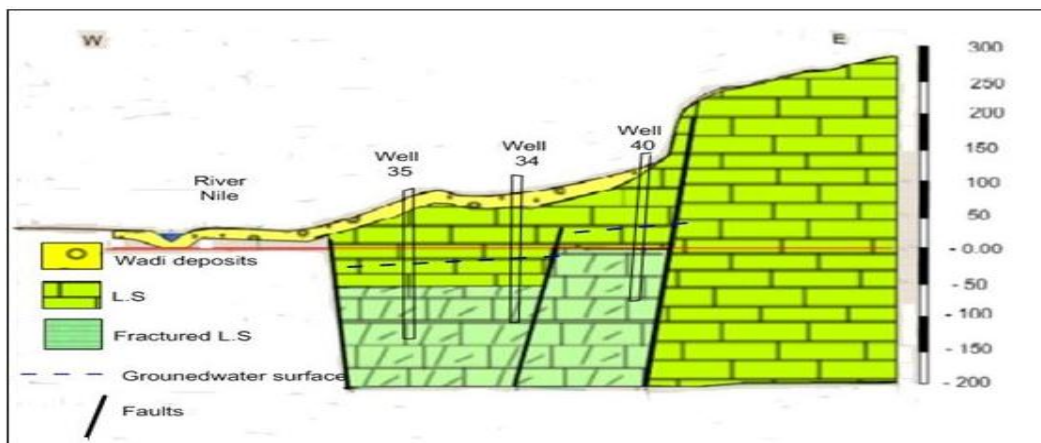 W
E
300
250
200
150
100
50
- 0.00
- 50
- 100
- 150
- 200
River
Nile
Well
35
Well
34
Well
40
Wadi deposits
L.S
Fractured L.S
Grounedwater surface
Faults